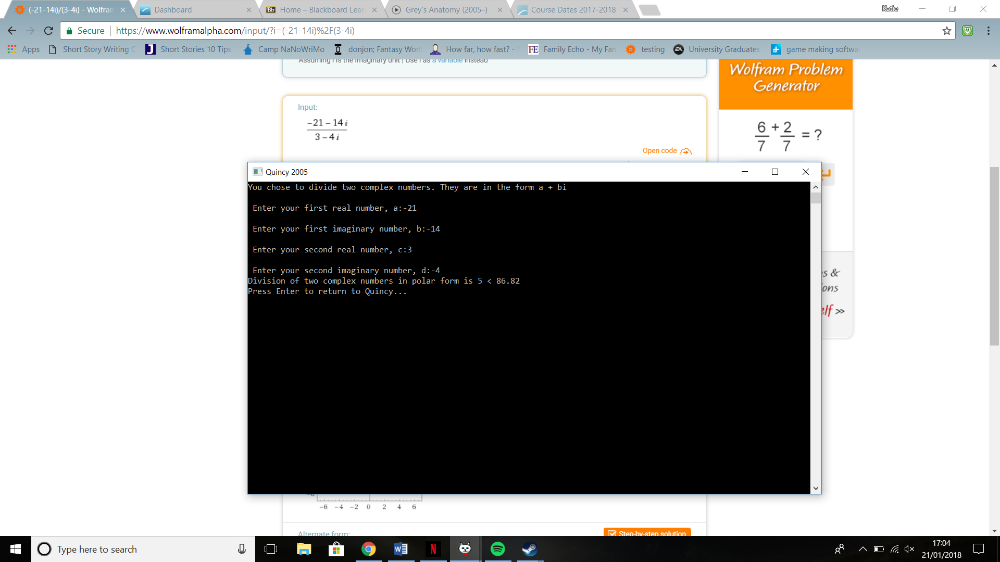 (-21-14i)/(3-4i) - Wolfram
Dashboard
Home – Blackboard Lear
Grey's Anatomy (2005–)
Course Dates 2017-2018
Katie
Secure
https://www.wolframalpha.com/input/?i=(-21-14i)%2F(3-4i)
Apps
Short Story Writing C
Short Stories 10 Tips
Camp NaNoWriMo
donjon; Fantasy Worl
How far, how fast? -
FE Family Echo - My Fam
testing
EA University Graduates
game making softwa
Assuming i is the imaginary unit | Use i as a variable instead
Wolfram Problem
Generator
Input:
−21 − 14 i
3 − 4 i
Open code
6/7 + 2/7 = ?
Quincy 2005
You chose to divide two complex numbers. They are in the form a + bi
Enter your first real number, a:-21
Enter your first imaginary number, b:-14
Enter your second real number, c:3
Enter your second imaginary number, d:-4
Division of two complex numbers in polar form is 5 < 86.82
Press Enter to return to Quincy...
s &
ons
elf >>
-6 -4 -2 0 2 4 6
Alternate form:
Step-by-step solution
Type here to search
17:04
21/01/2018